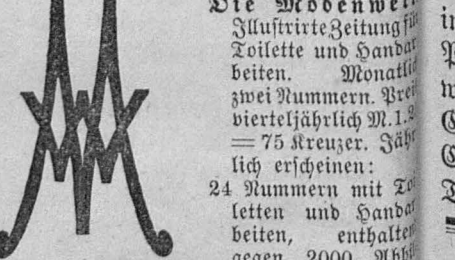 Die Modenwelt
Illustrirte Zeitung für
Toilette und Handar
beiten. Monatlich
zwei Nummern. Preis
vierteljährlich M. 1.2
= 75 Kreuzer. Jähr
lich erscheinen:
24 Nummern mit Toi
letten und Handar
beiten, enthalten
gegen 2000 Abbil